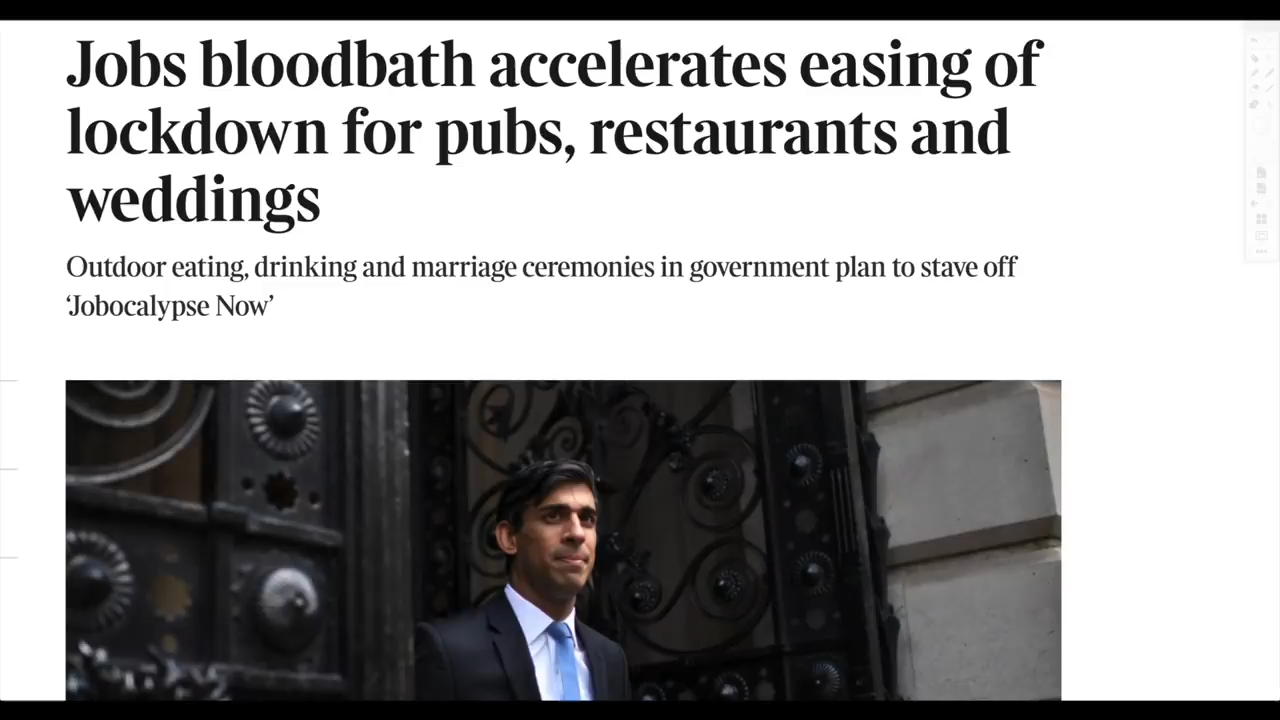 Jobs bloodbath accelerates easing of
lockdown for pubs, restaurants and
weddings
Outdoor eating, drinking and marriage ceremonies in government plan to stave off
‘Jobocalypse Now’